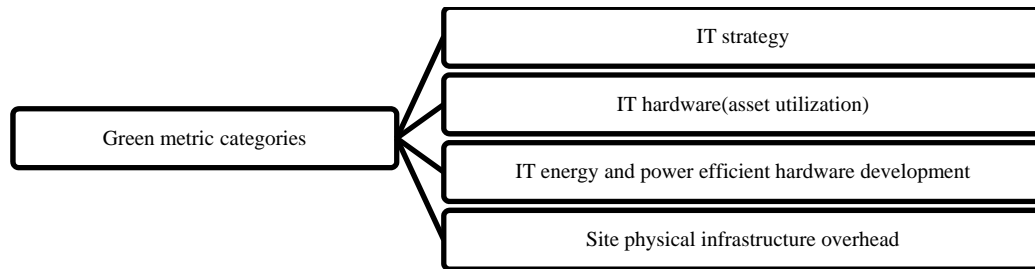 Green metric categories
IT strategy
IT hardware(asset utilization)
IT energy and power efficient hardware development
Site physical infrastructure overhead